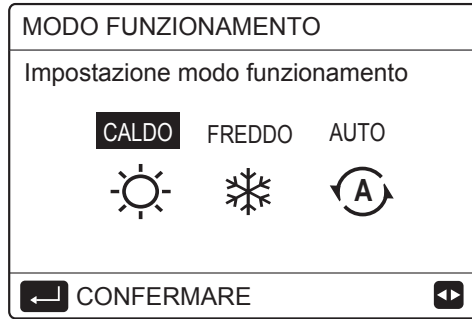 MODO FUNZIONAMENTO
Impostazione modo funzionamento
CALDO FREDDO AUTO
A
CONFERMARE